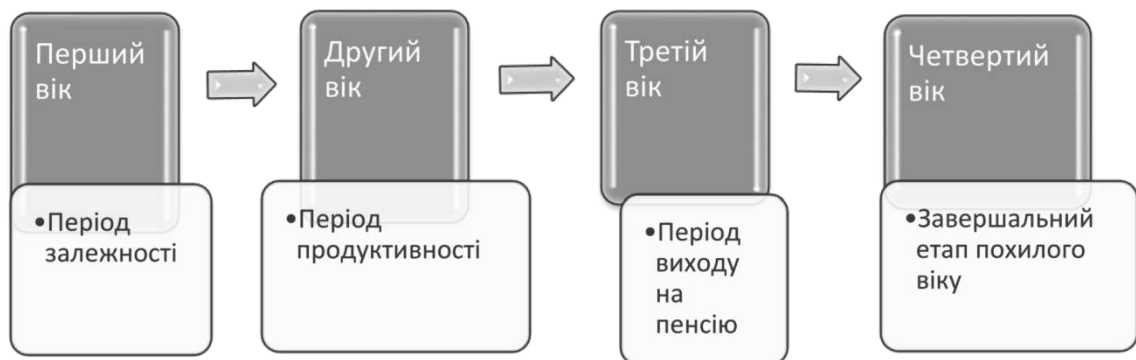 Перший
вік
•Період
залежності
Другий
вік
•Період
продуктивності
Третій
вік
•Період
виходу
на
пенсію
Четвертий
вік
•Завершальний
етап похилого
віку